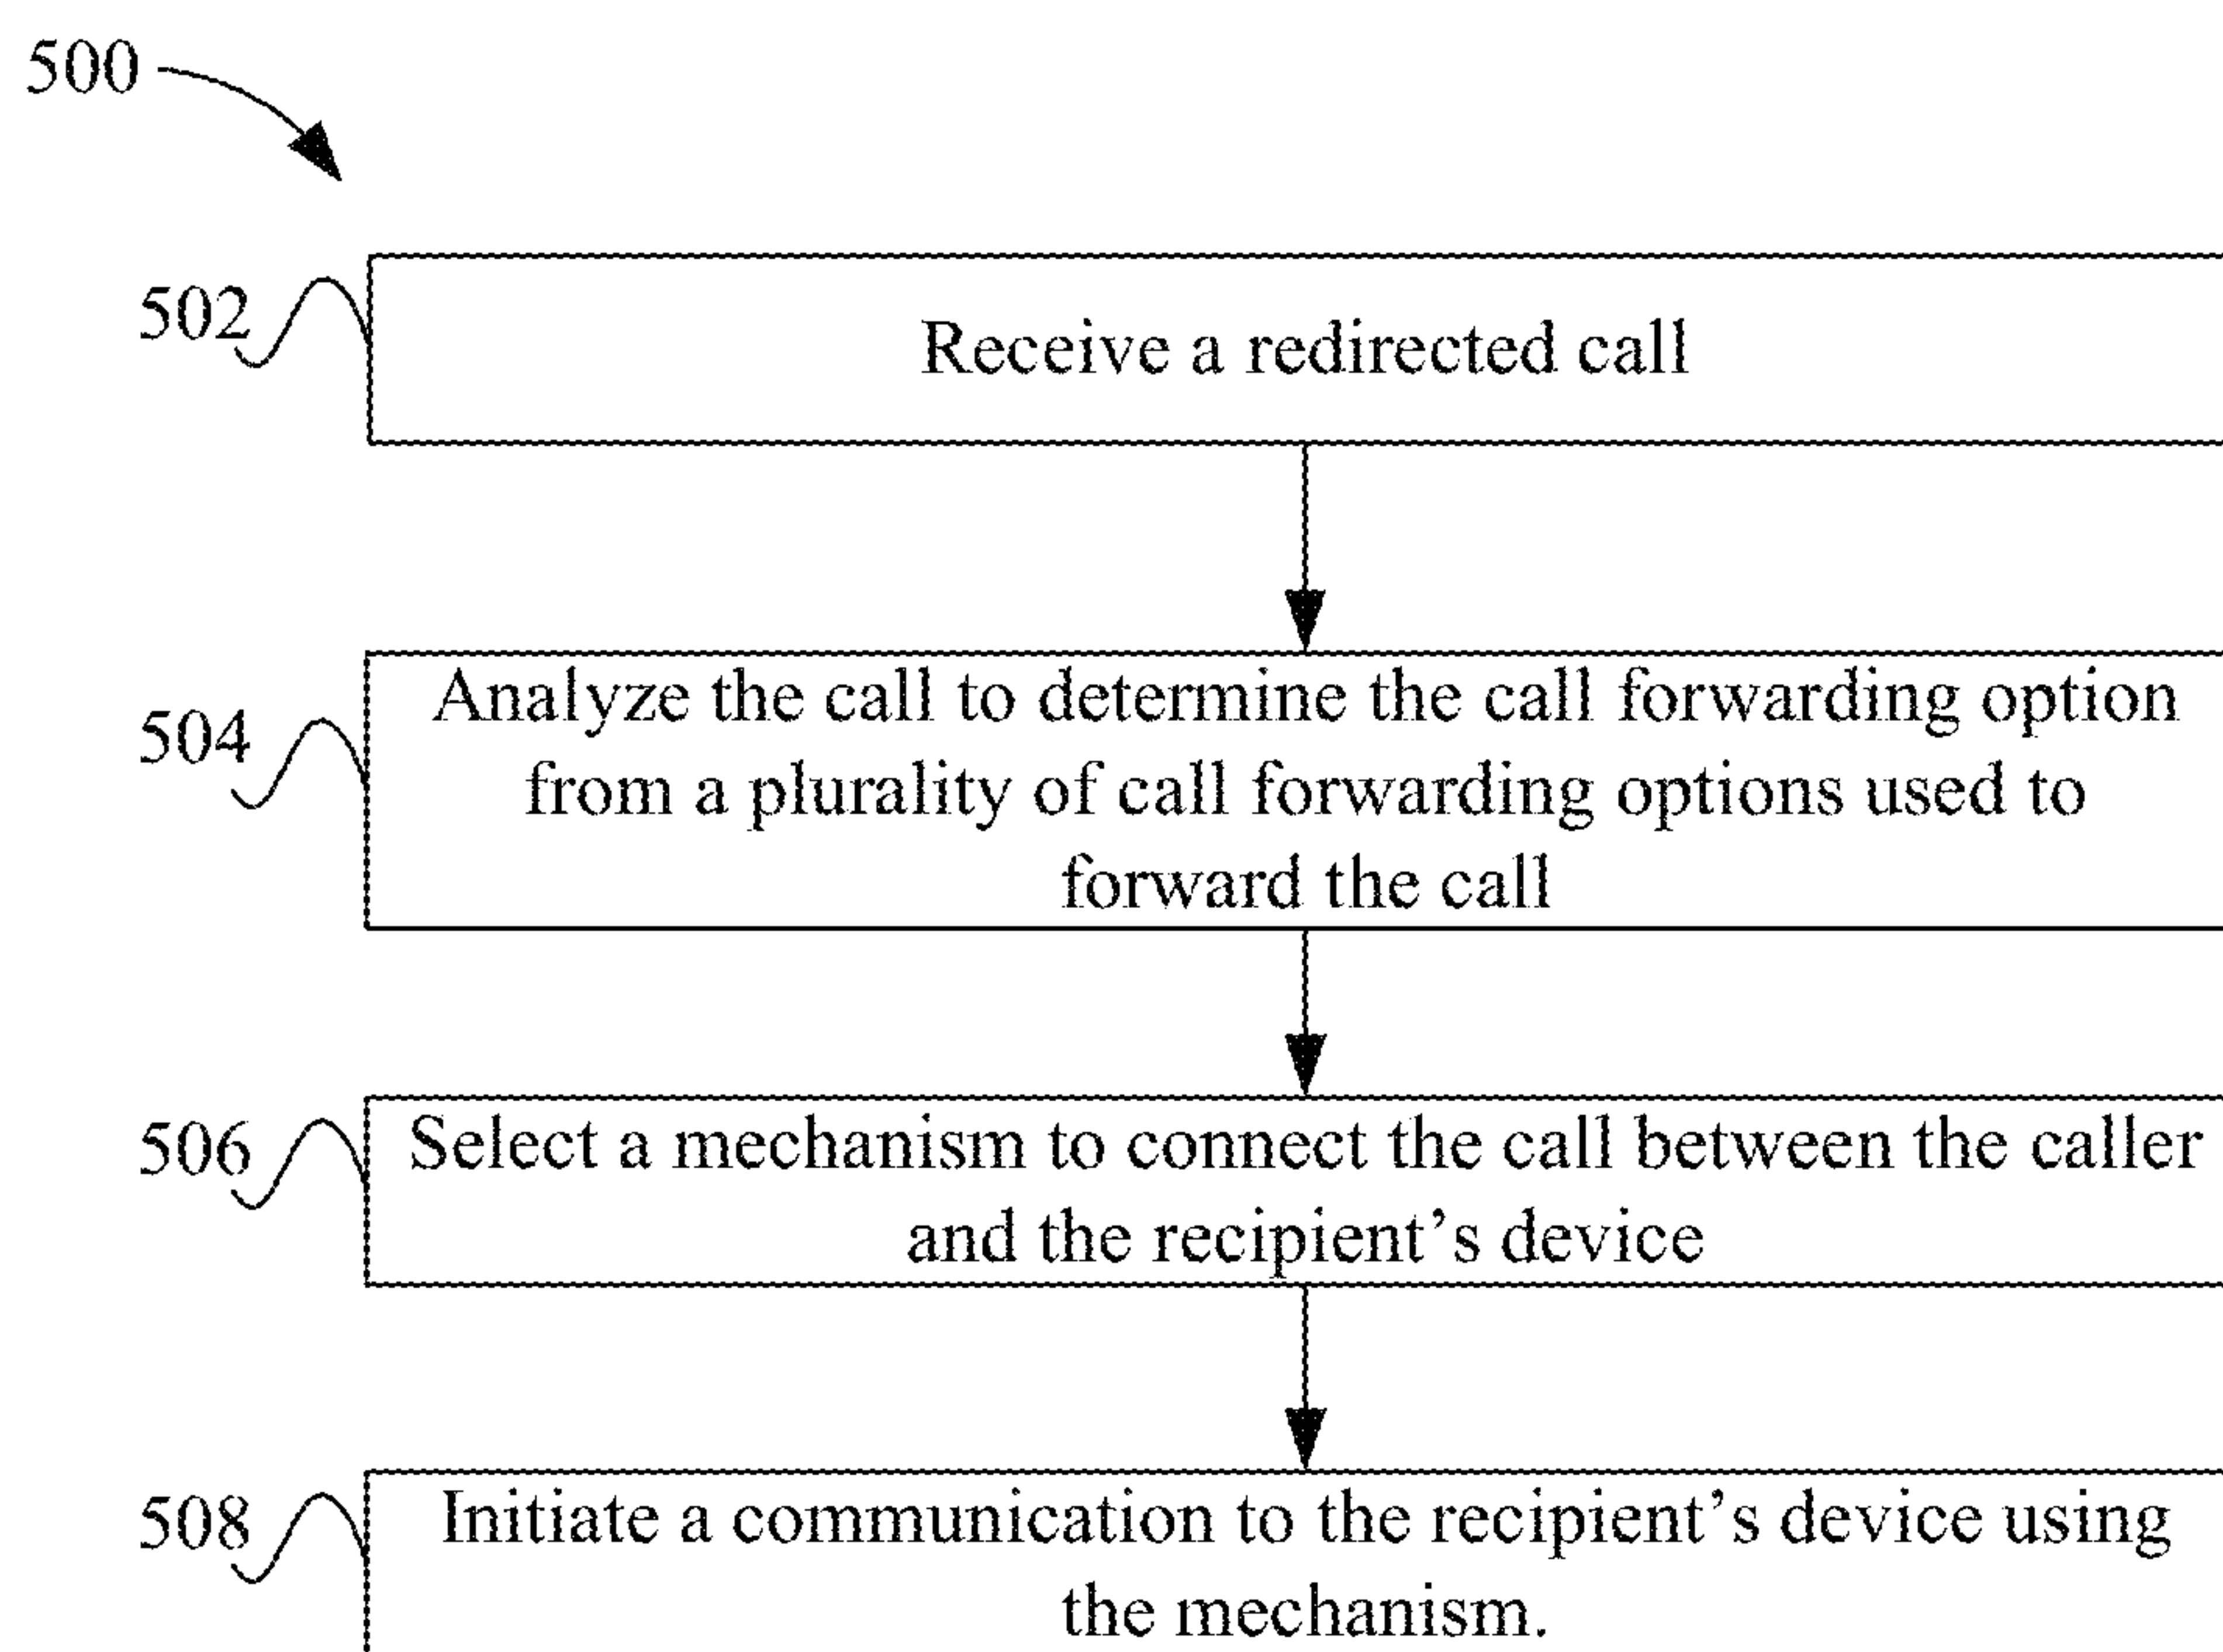 500
502
Receive a redirected call
504
Analyze the call to determine the call forwarding option
from a plurality of call forwarding options used to
forward the call
506
Select a mechanism to connect the call between the caller
and the recipient’s device
508
Initiate a communication to the recipient’s device using
the mechanism.